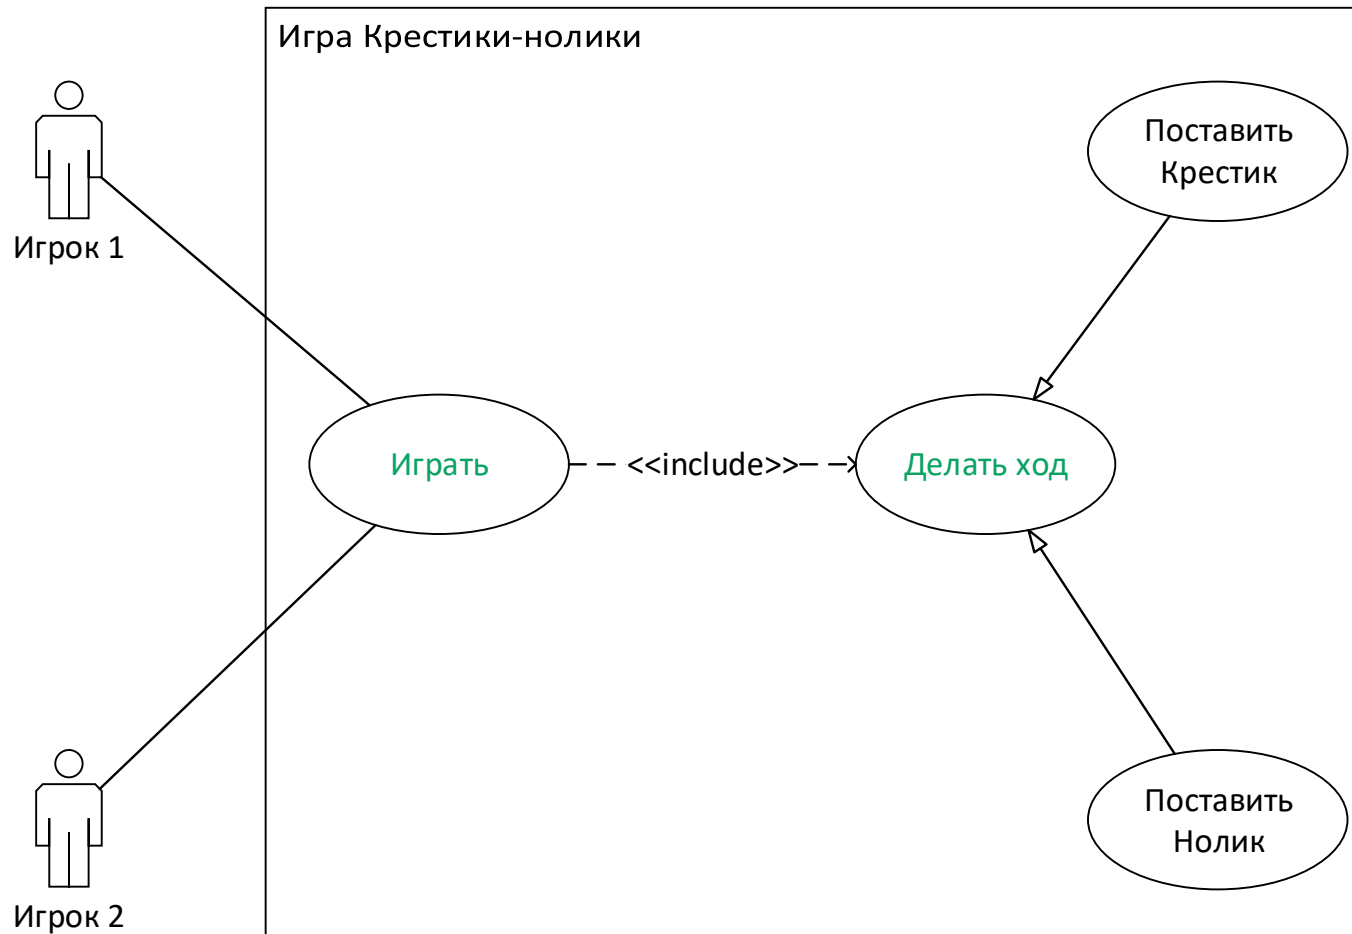 Игра Крестики-нолики
Поставить
Крестик
Игрок 1
Играть
<<include>>
Делать ход
Поставить
Нолик
Игрок 2